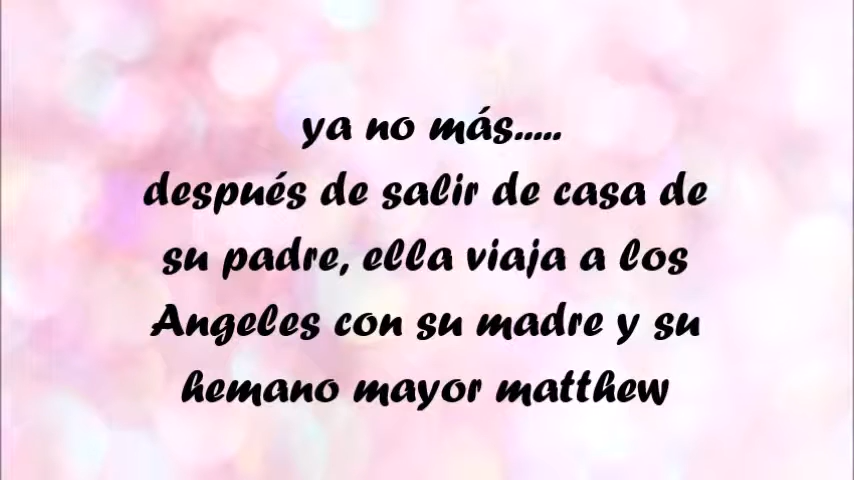 ya no más.....
después de salir de casa de
su padre, ella viaja a los
Angeles con su madre y su
hemano mayor matthew